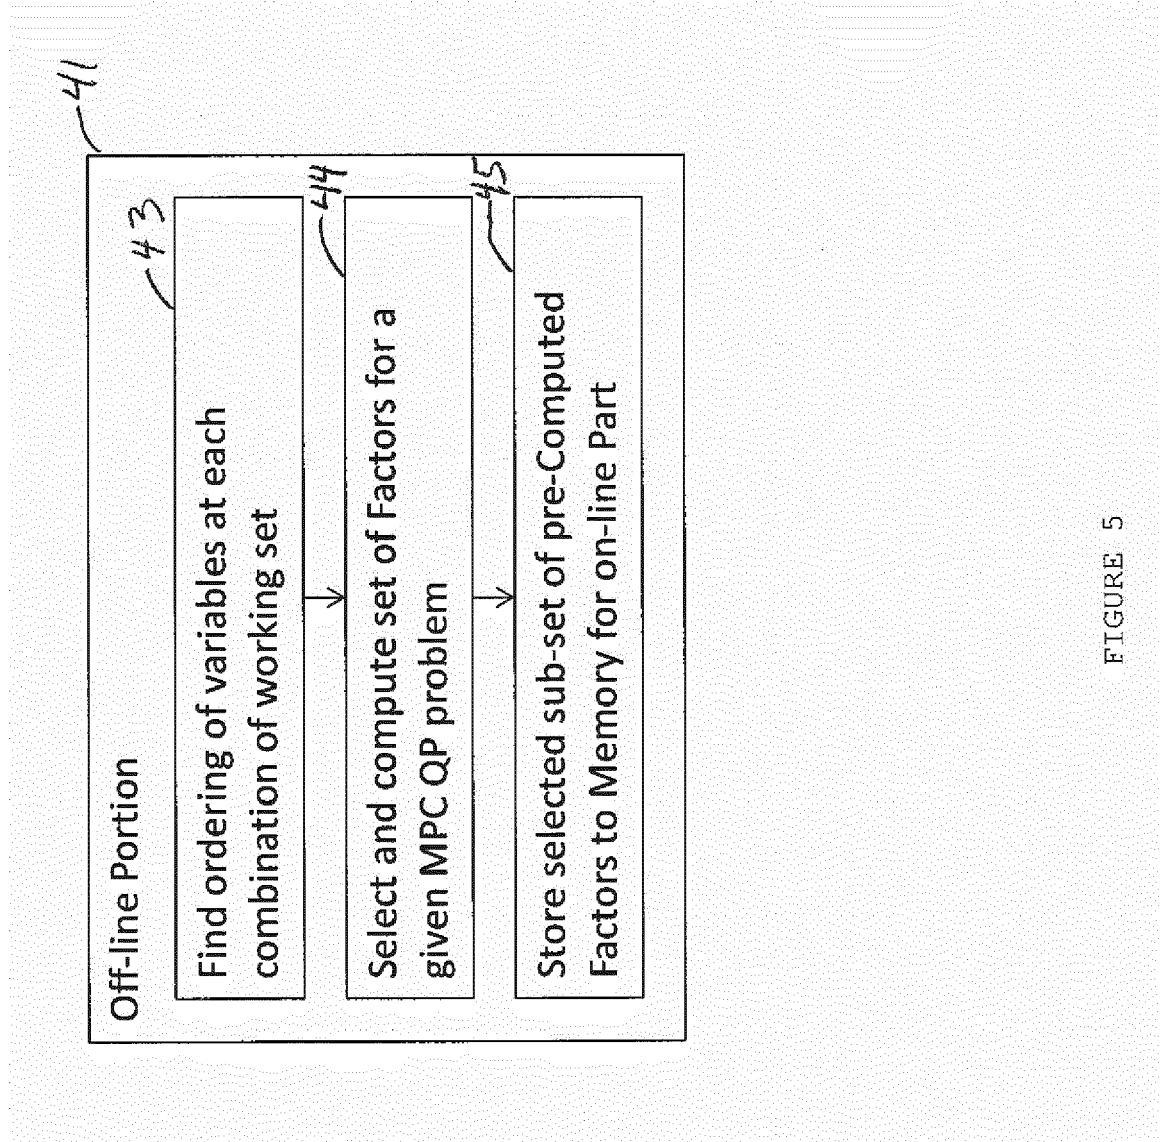 41
Off-line Portion
43
Find ordering of variables at each
combination of working set
44
Select and compute set of Factors for a
given MPC QP problem
45
Store selected sub-set of pre-Computed
Factors to Memory for on-line Part
FIGURE 5